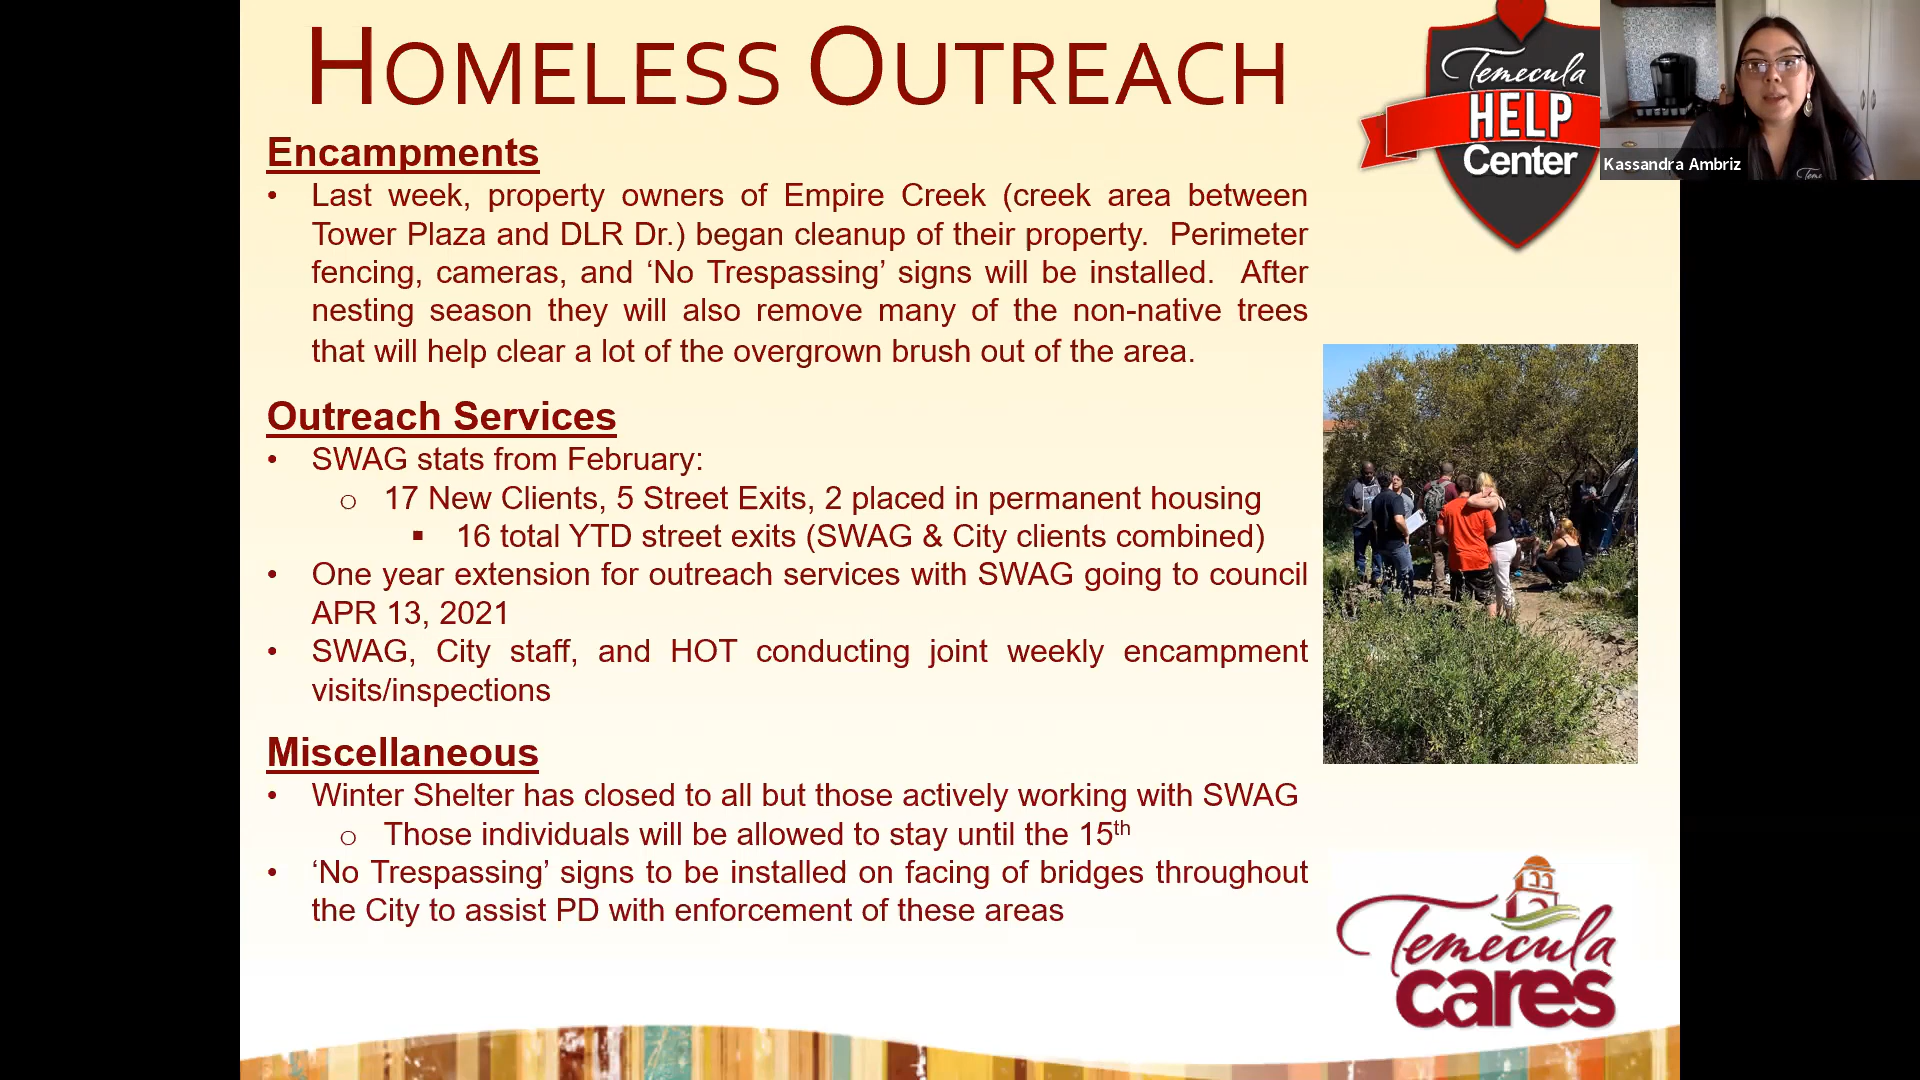 HOMELESS OUTREACH
Temecula
HELP
Center
Kassandra Ambriz
Encampments
• Last week, property owners of Empire Creek (creek area between
Tower Plaza and DLR Dr.) began cleanup of their property. Perimeter
fencing, cameras, and ‘No Trespassing’ signs will be installed. After
nesting season they will also remove many of the non-native trees
that will help clear a lot of the overgrown brush out of the area.
Outreach Services
• SWAG stats from February:
o 17 New Clients, 5 Street Exits, 2 placed in permanent housing
▪ 16 total YTD street exits (SWAG & City clients combined)
• One year extension for outreach services with SWAG going to council
APR 13, 2021
• SWAG, City staff, and HOT conducting joint weekly encampment
visits/inspections
Miscellaneous
• Winter Shelter has closed to all but those actively working with SWAG
o Those individuals will be allowed to stay until the 15th
• ‘No Trespassing’ signs to be installed on facing of bridges throughout
the City to assist PD with enforcement of these areas
Temecula
cares